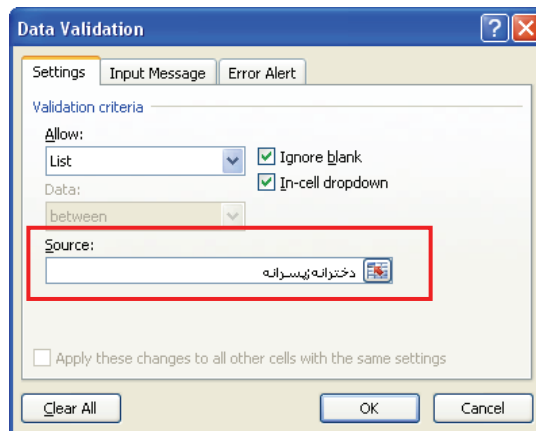 Data Validation
Settings Input Message Error Alert
Validation criteria
Allow:
List Ignore blank
Data: In-cell dropdown
between
Source:
دخترانه;پسرانه
Apply these changes to all other cells with the same settings
Clear All OK Cancel